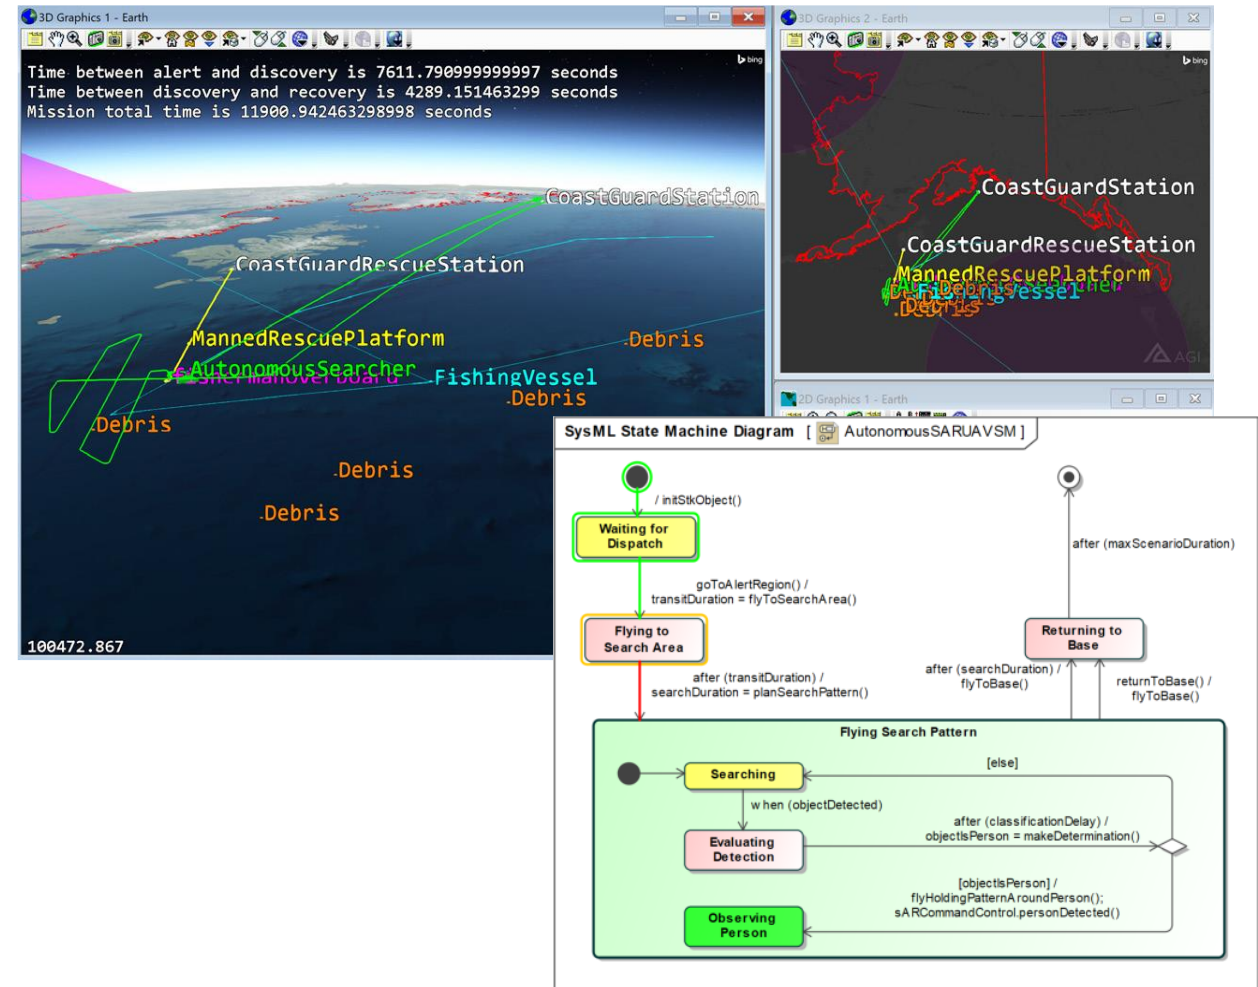 3D Graphics 1 - Earth
bing
Time between alert and discovery is 7611.790999999997 seconds
Time between discovery and recovery is 4289.151463299 seconds
Mission total time is 11900.942463298998 seconds
CoastGuardStation
CoastGuardRescueStation
MannedRescuePlatform
Debris
AutonomousSearcher
fishermanOverboard
FishingVessel
Debris
Debris
Debris
Debris
100472.867
3D Graphics 2 - Earth
bing
CoastGuardStation
CoastGuardRescueStation
MannedRescuePlatform
Debris
FishingVessel
Debris
AGI
2D Graphics 1 - Earth
SysML State Machine Diagram [ AutonomousSARUAVSM ]
/ initStkObject()
Waiting for
Dispatch
after (maxScenarioDuration)
goToAlertRegion() /
transitDuration = flyToSearchArea()
Flying to
Search Area
Returning to
Base
after (transitDuration) /
searchDuration = planSearchPattern()
after (searchDuration) /
flyToBase()
returnToBase() /
flyToBase()
Flying Search Pattern
[else]
Searching
when (objectDetected)
after (classificationDelay) /
objectIsPerson = makeDetermination()
Evaluating
Detection
[objectIsPerson] /
flyHoldingPatternAroundPerson();
sARCommandControl.personDetected()
Observing
Person